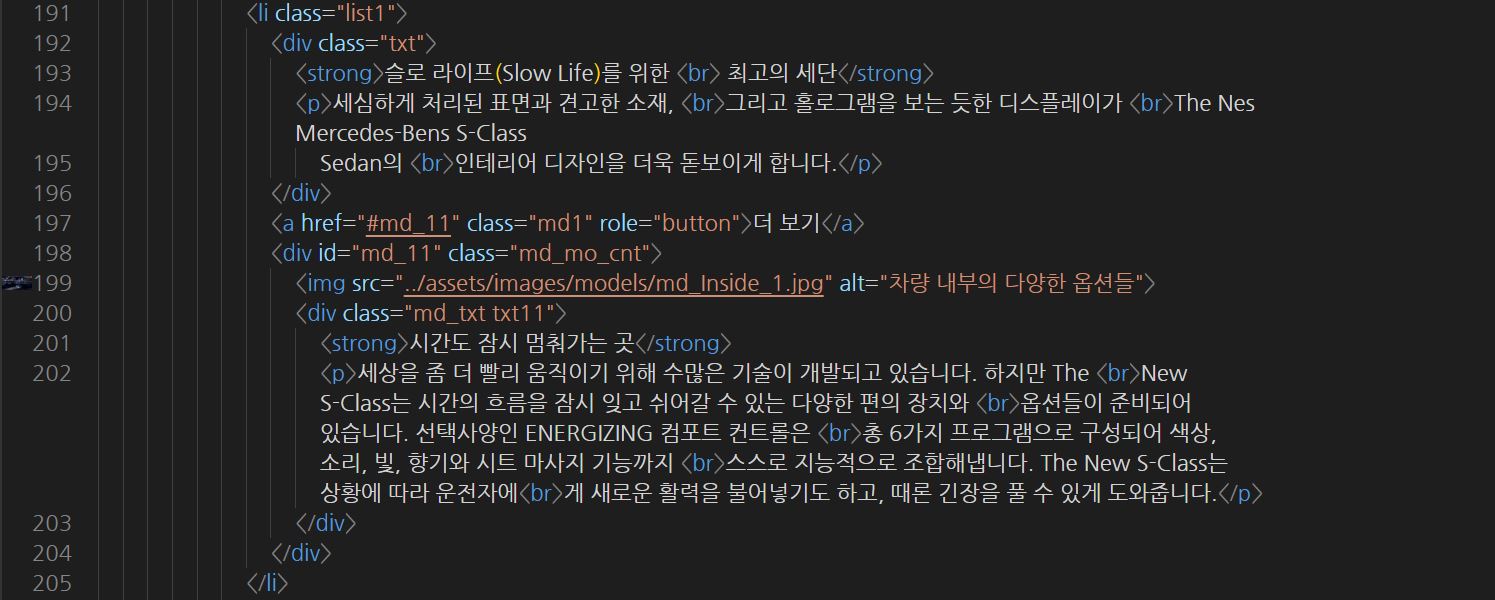 191 <li class="list1">
192 <div class="txt">
193 <strong>슬로 라이프(Slow Life)를 위한 <br> 최고의 세단</strong>
194 <p>세심하게 처리된 표면과 견고한 소재, <br>그리고 홀로그램을 보는 듯한 디스플레이가 <br>The Nes
Mercedes-Bens S-Class
195 Sedan의 <br>인테리어 디자인을 더욱 돋보이게 합니다.</p>
196 </div>
197 <a href="#md_11" class="md1" role="button">더 보기</a>
198 <div id="md_11" class="md_mo_cnt">
199 <img src="../assets/images/models/md_Inside_1.jpg" alt="차량 내부의 다양한 옵션들">
200 <div class="md_txt txt11">
201 <strong>시간도 잠시 멈춰가는 곳</strong>
202 <p>세상을 좀 더 빨리 움직이기 위해 수많은 기술이 개발되고 있습니다. 하지만 The <br>New
S-Class는 시간의 흐름을 잠시 잊고 쉬어갈 수 있는 다양한 편의 장치와 <br>옵션들이 준비되어
있습니다. 선택사양인 ENERGIZING 컴포트 컨트롤은 <br>총 6가지 프로그램으로 구성되어 색상,
소리, 빛, 향기와 시트 마사지 기능까지 <br>스스로 지능적으로 조합해냅니다. The New S-Class는
상황에 따라 운전자에<br>게 새로운 활력을 불어넣기도 하고, 때론 긴장을 풀 수 있게 도와줍니다.</p>
203 </div>
204 </div>
205 </li>